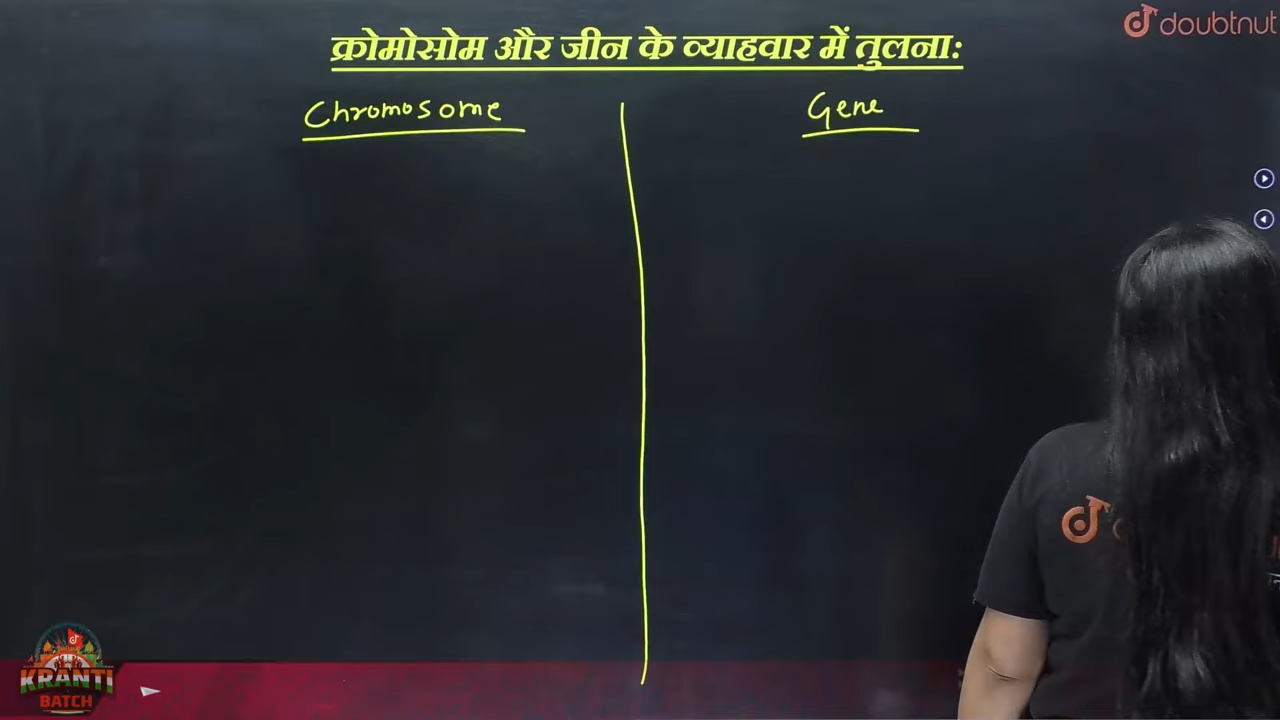 doubtnut
क्रोमोसोम और जीन के व्याहवार में तुलना:
Chromosome
Gene
KRANTI
BATCH